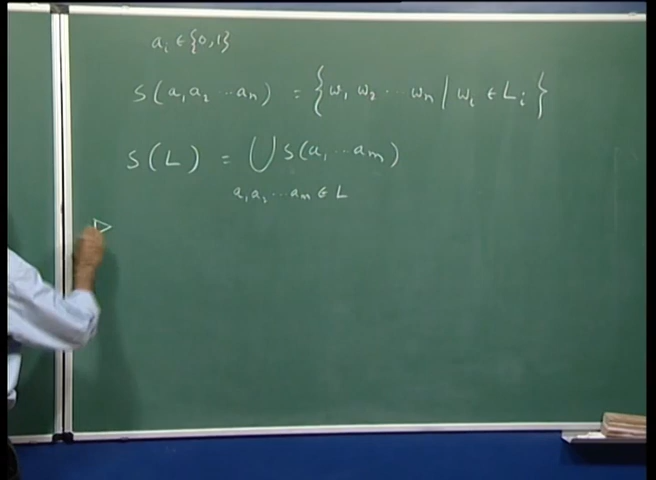 aᵢ ∈ {0,1}
S(a₁a₂ ⋯ aₙ) = {w₁ w₂ ⋯ wₙ | wᵢ ∈ Lᵢ}
S(L) = ⋃ S(a₁ ⋯ aₘ)
a₁a₂ ⋯ aₘ ∈ L
▷